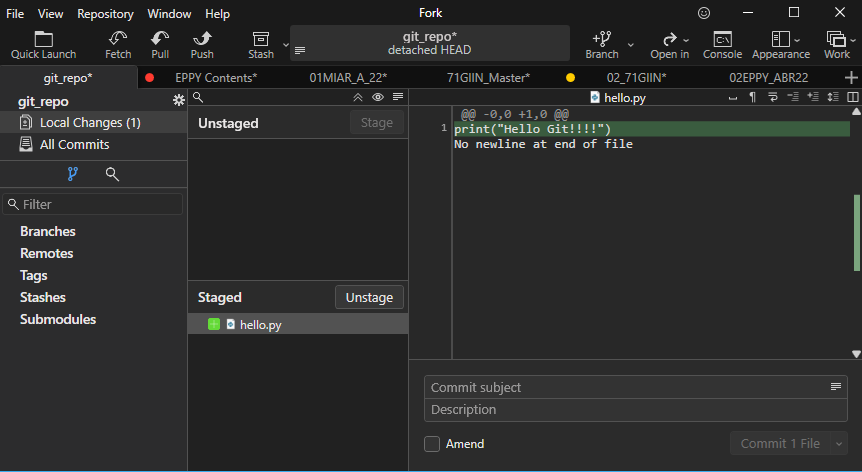 File View Repository Window Help Fork
Quick Launch Fetch Pull Push Stash
git_repo*
detached HEAD
Branch Open in Console Appearance Work
git_repo* EPPY Contents* 01MIAR_A_22* 71GIIN_Master* 02_71GIIN* 02EPPY_ABR22
git_repo
Local Changes (1)
All Commits
Filter
Branches
Remotes
Tags
Stashes
Submodules
Unstaged Stage
Staged Unstage
hello.py
hello.py
@@ -0,0 +1,0 @@
1 print("Hello Git!!!!")
No newline at end of file
Commit subject
Description
Amend Commit 1 File